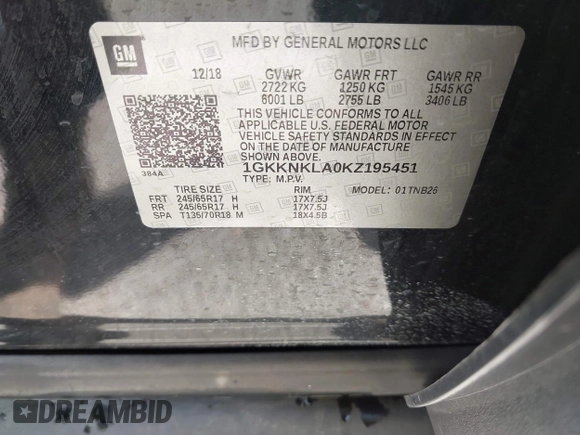 GM
MFD BY GENERAL MOTORS LLC
12/18 GVWR GAWR FRT GAWR RR
2722 KG 1250 KG 1545 KG
6001 LB 2755 LB 3406 LB
THIS VEHICLE CONFORMS TO ALL
APPLICABLE U.S. FEDERAL MOTOR
VEHICLE SAFETY STANDARDS IN EFFECT
ON THE DATE OF MANUFACTURE
SHOWN ABOVE.
384A 1GKKNKLA0KZ195451
TYPE: M.P.V. MODEL: 01TNB26
TIRE SIZE RIM
FRT 245/65R17 H 17X7.5J
RR 245/65R17 H 17X7.5J
SPA T135/70R18 M 18X4.5B
DREAMBID